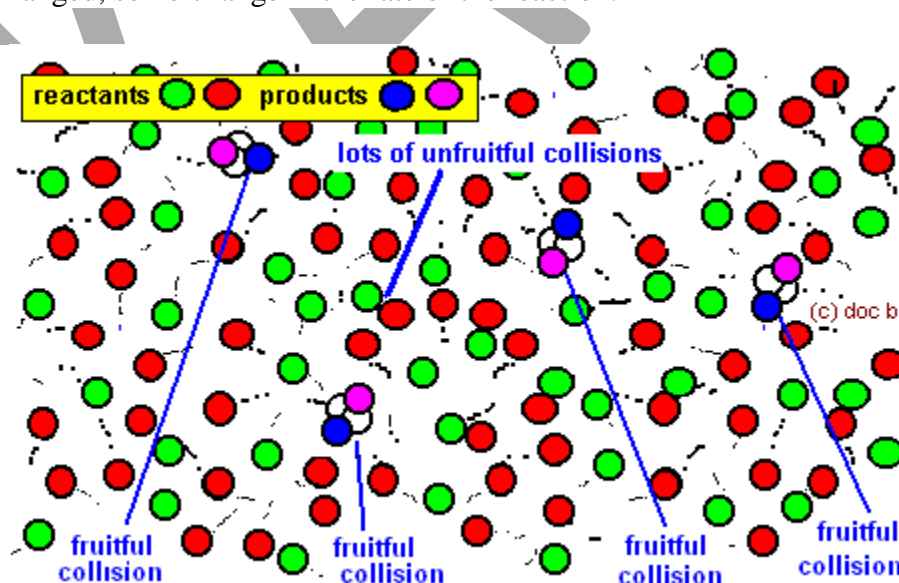 reactants products
lots of unfruitful collisions
(c) doc b
fruitful
collision
fruitful
collision
fruitful
collision
fruitful
collision